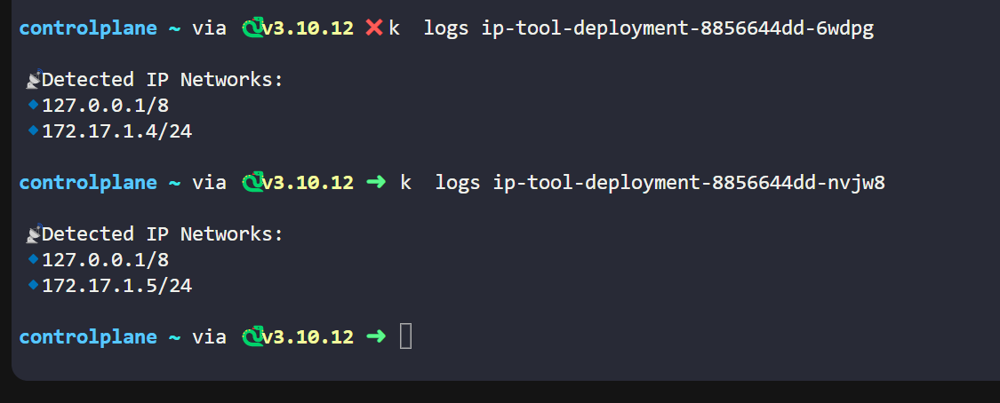 controlplane ~ via 🐍v3.10.12 ❌k  logs ip-tool-deployment-8856644dd-6wdpg
📡Detected IP Networks:
🔹127.0.0.1/8
🔹172.17.1.4/24
controlplane ~ via 🐍v3.10.12 ➜ k  logs ip-tool-deployment-8856644dd-nvjw8
📡Detected IP Networks:
🔹127.0.0.1/8
🔹172.17.1.5/24
controlplane ~ via 🐍v3.10.12 ➜